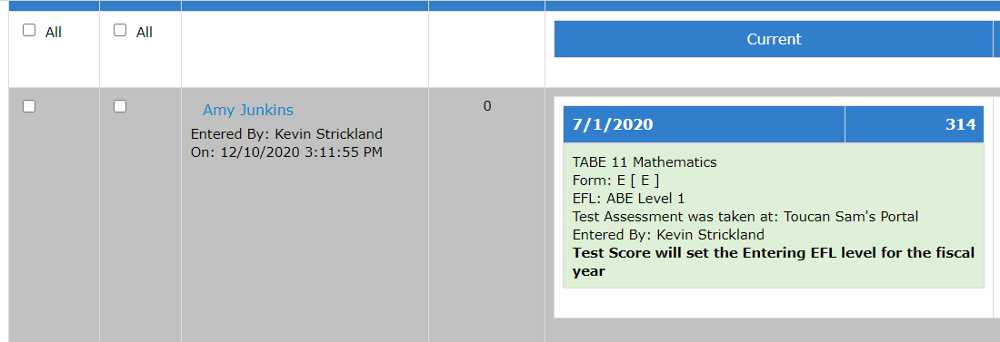 All
All
Current
Amy Junkins
0
Entered By: Kevin Strickland
On: 12/10/2020 3:11:55 PM
7/1/2020
314
TABE 11 Mathematics
Form: E [ E ]
EFL: ABE Level 1
Test Assessment was taken at: Toucan Sam's Portal
Entered By: Kevin Strickland
Test Score will set the Entering EFL level for the fiscal
year